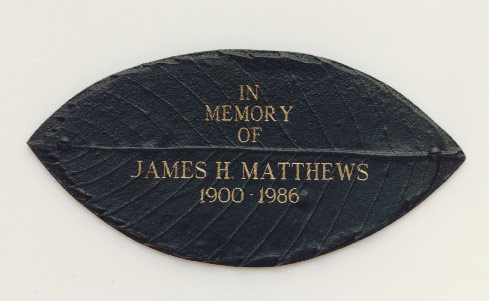 IN
MEMORY
OF
JAMES H. MATTHEWS
1900 - 1986